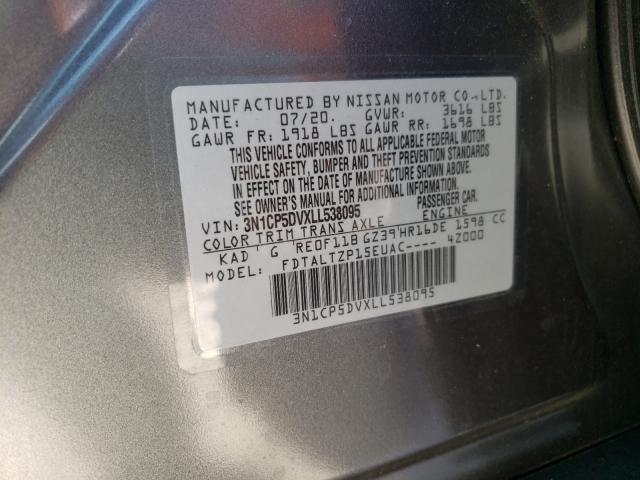 MANUFACTURED BY NISSAN MOTOR CO.,LTD.
DATE: 07/20. GVWR: 3616 LBS
GAWR FR: 1918 LBS GAWR RR: 1698 LBS
THIS VEHICLE CONFORMS TO ALL APPLICABLE FEDERAL MOTOR
VEHICLE SAFETY, BUMPER AND THEFT PREVENTION STANDARDS
IN EFFECT ON THE DATE OF MANUFACTURE SHOWN ABOVE.
SEE OWNER'S MANUAL FOR ADDITIONAL INFORMATION.
VIN: 3N1CP5DVXLL538095 PASSENGER CAR.
COLOR TRIM TRANS AXLE ENGINE
KAD G RE0F11B GZ39 HR16DE 1598 CC
MODEL: FDTALTZP15EUAC---- 4Z000
3N1CP5DVXLL538095